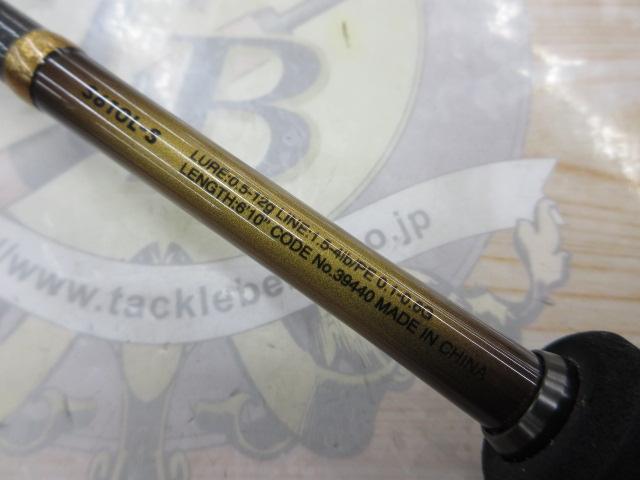 S610L-S
LURE:0.5-12g LINE:1.5-4lb/PE 0.1-0.6G
LENGTH:6'10" CODE No.39440 MADE IN CHINA
B
www.tacklebe
o.jp